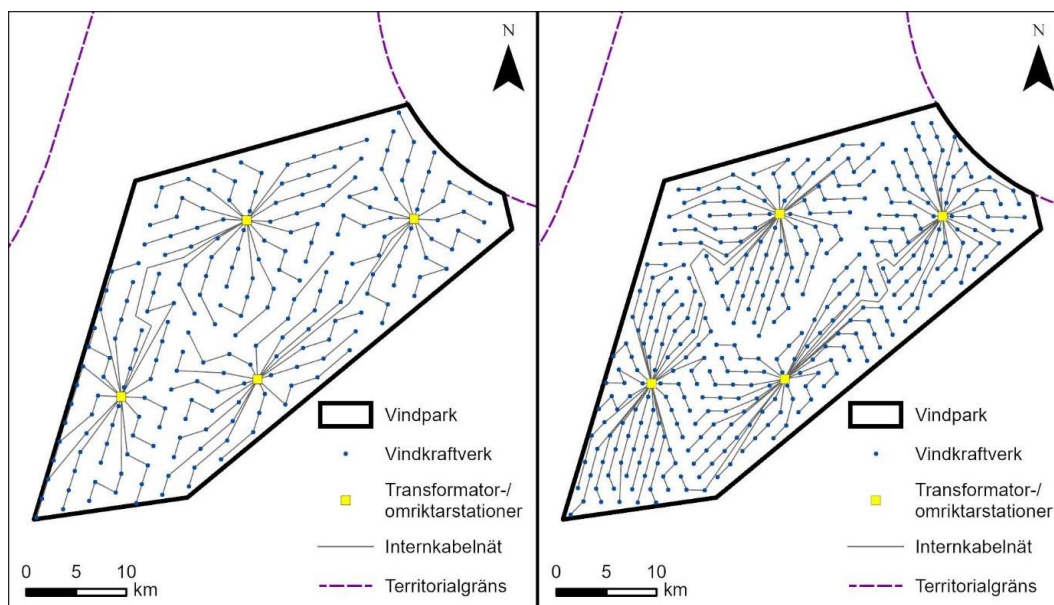 N
Vindpark
Vindkraftverk
Transformator-/
omriktarstationer
Internkabelnät
Territorialgräns
0 5 10
km
N
Vindpark
Vindkraftverk
Transformator-/
omriktarstationer
Internkabelnät
Territorialgräns
0 5 10
km